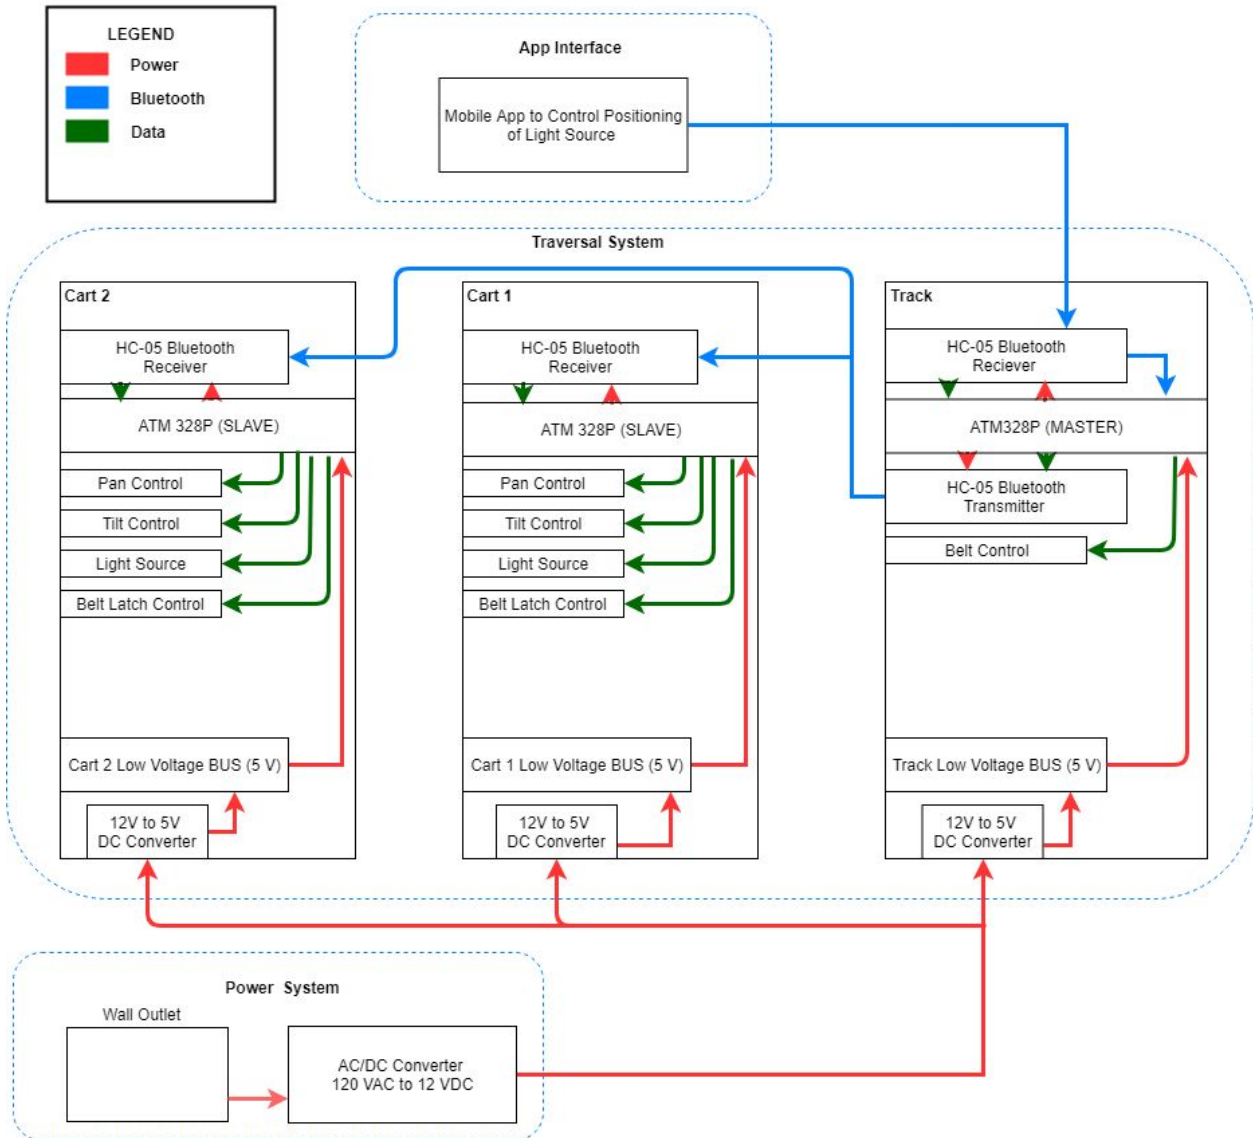 LEGEND
Power
Bluetooth
Data
App Interface
Mobile App to Control Positioning
of Light Source
Traversal System
Cart 2
HC-05 Bluetooth
Receiver
ATM 328P (SLAVE)
Pan Control
Tilt Control
Light Source
Belt Latch Control
Cart 2 Low Voltage BUS (5 V)
12V to 5V
DC Converter
Cart 1
HC-05 Bluetooth
Receiver
ATM 328P (SLAVE)
Pan Control
Tilt Control
Light Source
Belt Latch Control
Cart 1 Low Voltage BUS (5 V)
12V to 5V
DC Converter
Track
HC-05 Bluetooth
Reciever
ATM328P (MASTER)
HC-05 Bluetooth
Transmitter
Belt Control
Track Low Voltage BUS (5 V)
12V to 5V
DC Converter
Power System
Wall Outlet
AC/DC Converter
120 VAC to 12 VDC